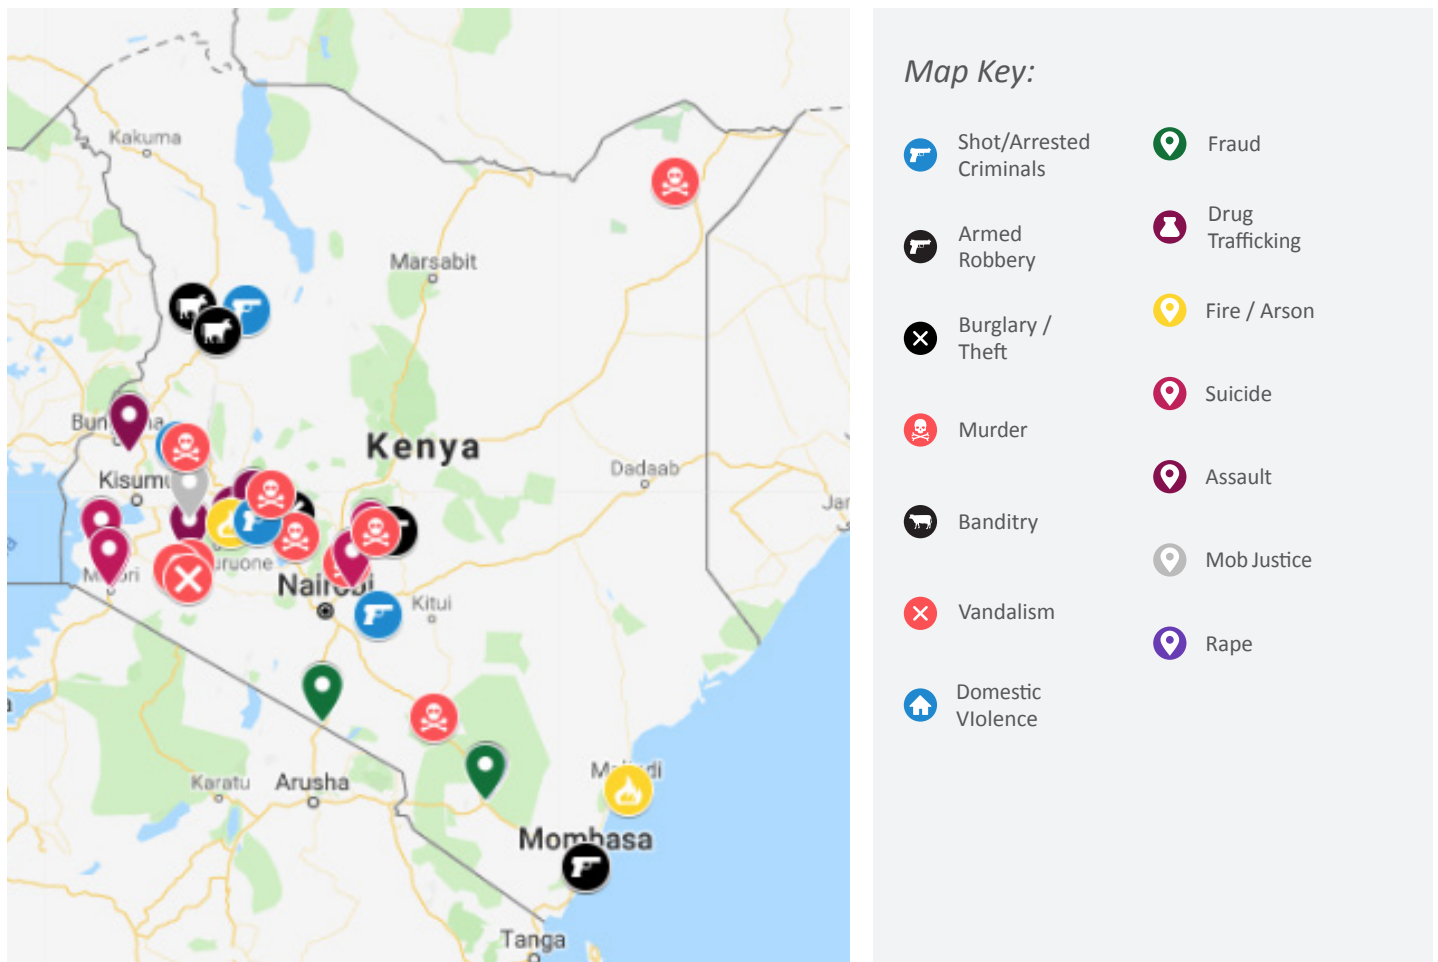 Kakuma
Marsabit
Kenya
Dadaab
Kitui
Karatu
Arusha
Tanga
Map Key:
Shot/Arrested
Criminals
Armed
Robbery
Burglary /
Theft
Murder
Banditry
Vandalism
Domestic
VIolence
Fraud
Drug
Trafficking
Fire / Arson
Suicide
Assault
Mob Justice
Rape
Kisumu
Nairobi
Mombasa